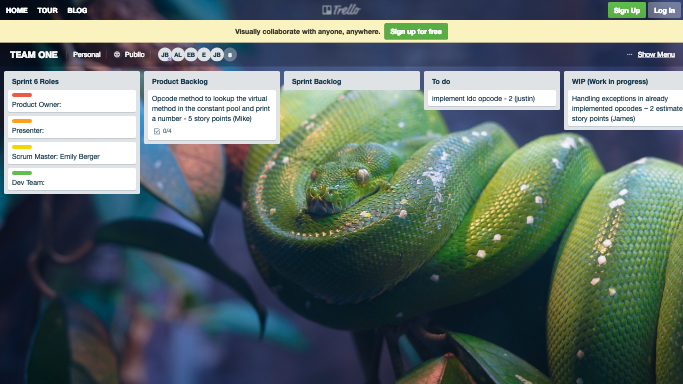 HOME TOUR BLOG Trello Sign Up Log In
Visually collaborate with anyone, anywhere. Sign up for free
TEAM ONE Personal Public JB AL EB E JB ··· Show Menu
Sprint 6 Roles
Product Owner:
Presenter:
Scrum Master: Emily Berger
Dev Team:
Product Backlog
Opcode method to lookup the virtual
method in the constant pool and print
a number - 5 story points (Mike)
0/4
Sprint Backlog
To do
implement ldc opcode - 2 (justin)
WIP (Work in progress)
Handling exceptions in already
implemented opcodes ~ 2 estimate
story points (James)